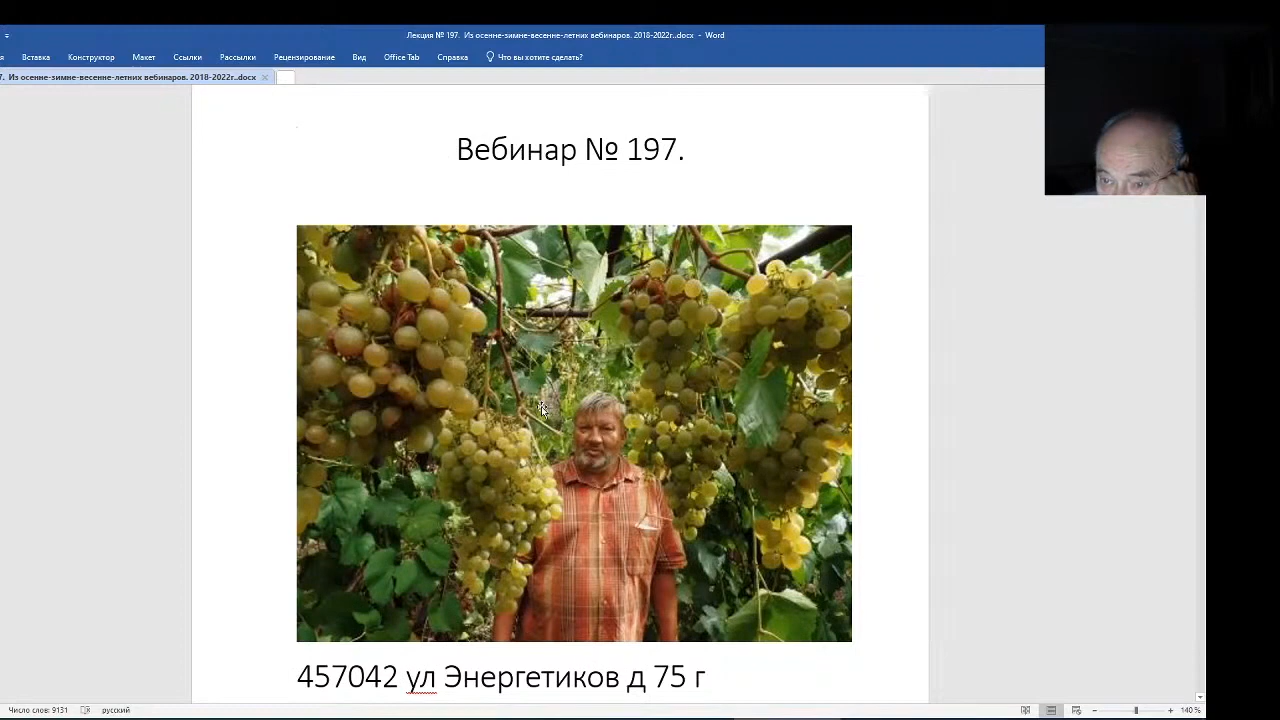 Лекция № 197. Из осенне-зимне-весенне-летних вебинаров. 2018-2022г..docx - Word
я Вставка Конструктор Макет Ссылки Рассылки Рецензирование Вид Office Tab Справка Что вы хотите сделать?
7. Из осенне-зимне-весенне-летних вебинаров. 2018-2022г..docx
Вебинар № 197.
457042 ул Энергетиков д 75 г
Число слов: 9131 русский 140 %